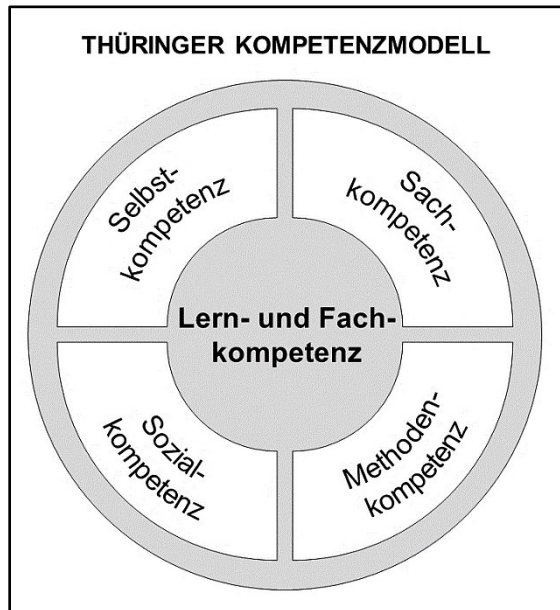 THÜRINGER KOMPETENZMODELL
Selbst-
kompetenz
Sach-
kompetenz
Lern- und Fach-
kompetenz
Sozial-
kompetenz
Methoden-
kompetenz